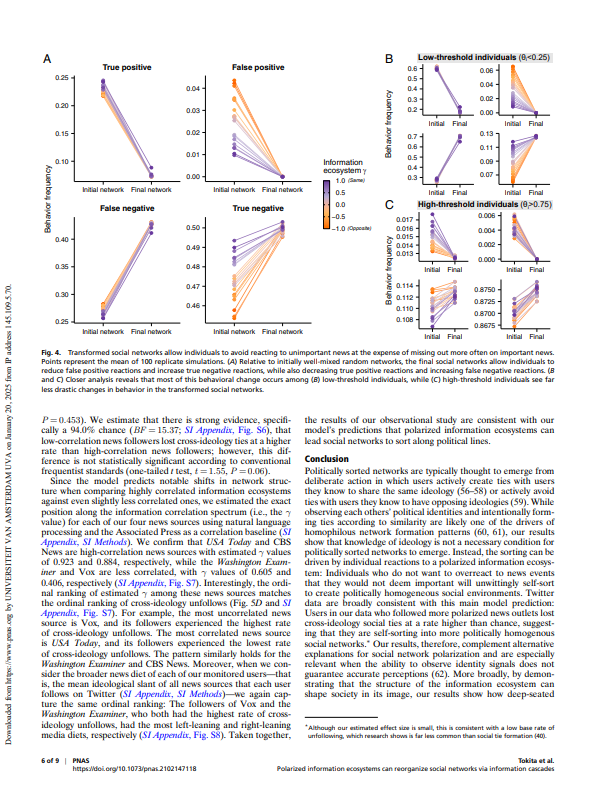 Downloaded from https://www.pnas.org by UNIVERSITEIT VAN AMSTERDAM UVA on January 20, 2025 from IP address 145.109.5.70.
A
True positive
False positive
Behavior frequency
0.25
0.20
0.15
0.10
0.04
0.03
0.02
0.01
0.00
Initial network
Final network
Initial network
Final network
False negative
True negative
0.40
0.35
0.30
0.25
0.50
0.49
0.48
0.47
0.46
Initial network
Final network
Initial network
Final network
Information
ecosystem γ
1.0 (Same)
0.5
0.0
−0.5
−1.0 (Opposite)
B
Low-threshold individuals (θi<0.25)
Behavior frequency
0.6
0.5
0.4
0.3
0.2
0.06
0.04
0.02
0.00
Initial Final
Initial Final
0.7
0.6
0.5
0.4
0.3
0.13
0.11
0.09
0.07
Initial Final
Initial Final
C
High-threshold individuals (θi>0.75)
Behavior frequency
0.017
0.016
0.015
0.014
0.013
0.006
0.004
0.002
0.000
Initial Final
Initial Final
0.114
0.112
0.110
0.108
0.8750
0.8725
0.8700
0.8675
Initial Final
Initial Final
Fig. 4. Transformed social networks allow individuals to avoid reacting to unimportant news at the expense of missing out more often on important news.
Points represent the mean of 100 replicate simulations. (A) Relative to initially well-mixed random networks, the final social networks allow individuals to
reduce false positive reactions and increase true negative reactions, while also decreasing true positive reactions and increasing false negative reactions. (B
and C) Closer analysis reveals that most of this behavioral change occurs among (B) low-threshold individuals, while (C) high-threshold individuals see far
less drastic changes in behavior in the transformed social networks.
P = 0.453). We estimate that there is strong evidence, specifi-
cally a 94.0% chance (BF = 15.37; SI Appendix, Fig. S6), that
low-correlation news followers lost cross-ideology ties at a higher
rate than high-correlation news followers; however, this dif-
ference is not statistically significant according to conventional
frequentist standards (one-tailed t test, t = 1.55, P = 0.06).
Since the model predicts notable shifts in network struc-
ture when comparing highly correlated information ecosystems
against even slightly less correlated ones, we estimated the exact
position along the information correlation spectrum (i.e., the γ
value) for each of our four news sources using natural language
processing and the Associated Press as a correlation baseline (SI
Appendix, SI Methods). We confirm that USA Today and CBS
News are high-correlation news sources with estimated γ values
of 0.923 and 0.884, respectively, while the Washington Exam-
iner and Vox are less correlated, with γ values of 0.605 and
0.406, respectively (SI Appendix, Fig. S7). Interestingly, the ordi-
nal ranking of estimated γ among these news sources matches
the ordinal ranking of cross-ideology unfollows (Fig. 5D and SI
Appendix, Fig. S7). For example, the most uncorrelated news
source is Vox, and its followers experienced the highest rate
of cross-ideology unfollows. The most correlated news source
is USA Today, and its followers experienced the lowest rate
of cross-ideology unfollows. The pattern similarly holds for the
Washington Examiner and CBS News. Moreover, when we con-
sider the broader news diet of each of our monitored users—that
is, the mean ideological slant of all news sources that each user
follows on Twitter (SI Appendix, SI Methods)—we again cap-
ture the same ordinal ranking: The followers of Vox and the
Washington Examiner, who both had the highest rate of cross-
ideology unfollows, had the most left-leaning and right-leaning
media diets, respectively (SI Appendix, Fig. S8). Taken together,
the results of our observational study are consistent with our
model's predictions that polarized information ecosystems can
lead social networks to sort along political lines.
Conclusion
Politically sorted networks are typically thought to emerge from
deliberate action in which users actively create ties with users
they know to share the same ideology (56–58) or actively avoid
ties with users they know to have opposing ideologies (59). While
observing each others' political identities and intentionally form-
ing ties according to similarity are likely one of the drivers of
homophilous network formation patterns (60, 61), our results
show that knowledge of ideology is not a necessary condition for
politically sorted networks to emerge. Instead, the sorting can be
driven by individual reactions to a polarized information ecosys-
tem: Individuals who do not want to overreact to news events
that they would not deem important will unwittingly self-sort
to create politically homogeneous social environments. Twitter
data are broadly consistent with this main model prediction:
Users in our data who followed more polarized news outlets lost
cross-ideology social ties at a rate higher than chance, suggest-
ing that they are self-sorting into more politically homogenous
social networks.* Our results, therefore, complement alternative
explanations for social network polarization and are especially
relevant when the ability to observe identity signals does not
guarantee accurate perceptions (62). More broadly, by demon-
strating that the structure of the information ecosystem can
shape society in its image, our results show how deep-seated
*Although our estimated effect size is small, this is consistent with a low base rate of
unfollowing, which research shows is far less common than social tie formation (40).
6 of 9 | PNAS
https://doi.org/10.1073/pnas.2102147118
Tokita et al.
Polarized information ecosystems can reorganize social networks via information cascades